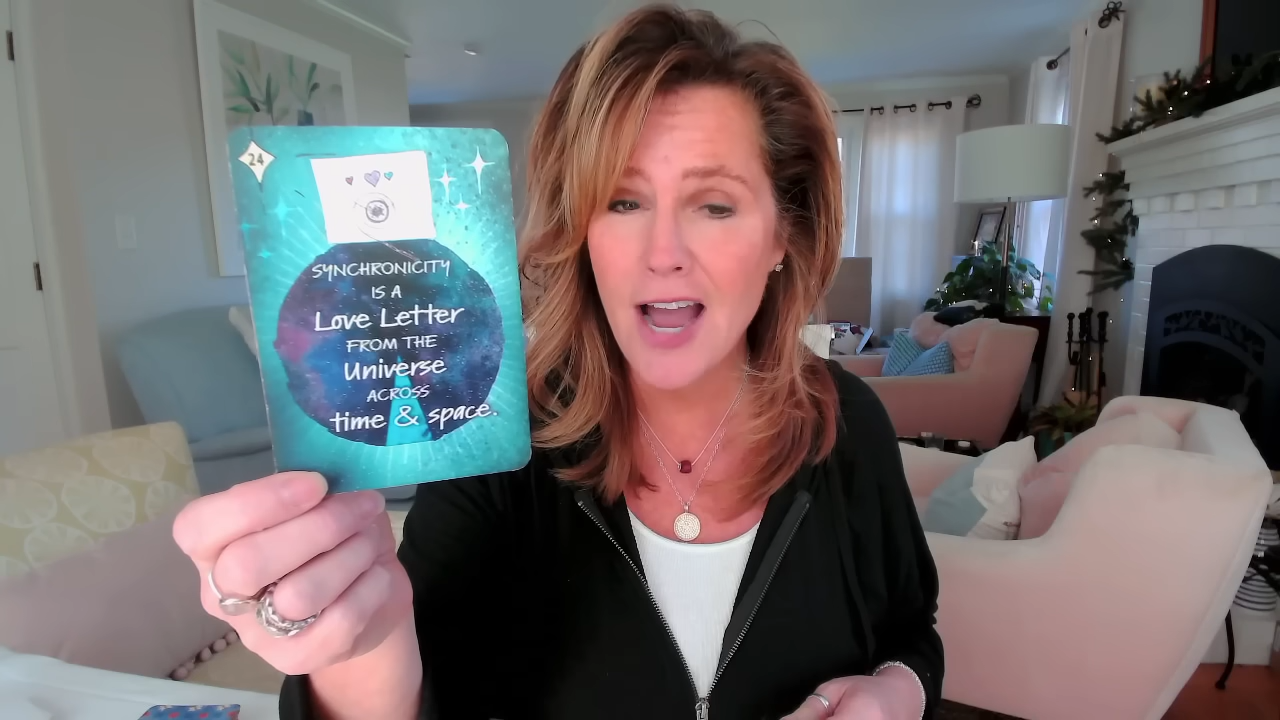 24
SYNCHRONICITY
IS A
Love Letter
FROM THE
Universe
ACROSS
time & space.